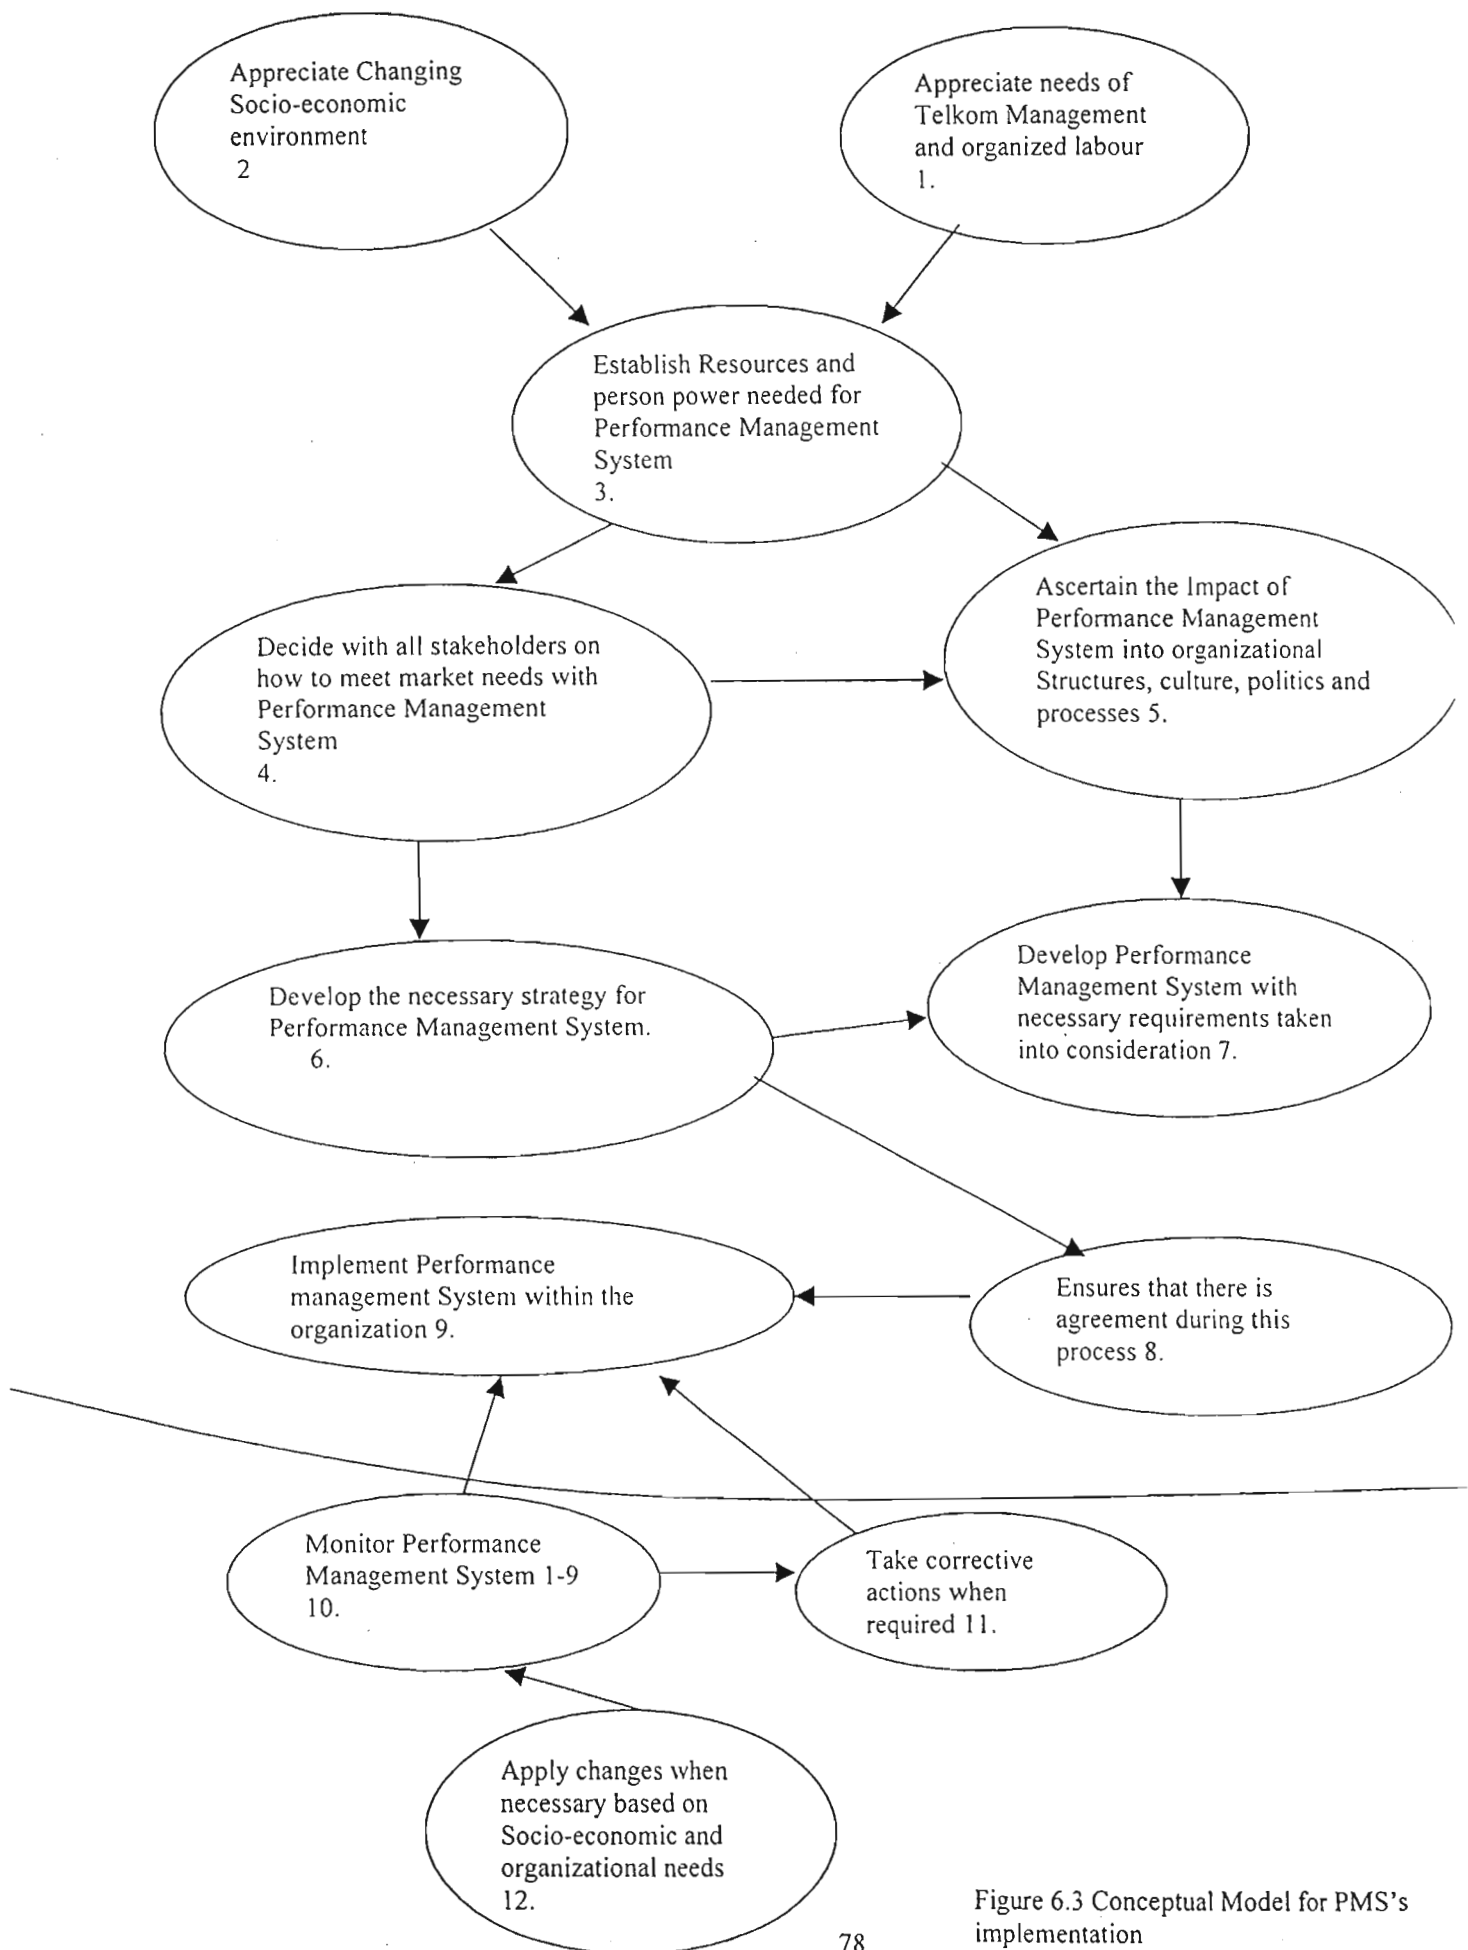 Appreciate Changing
Socio-economic
environment
2
Appreciate needs of
Telkom Management
and organized labour
1.
Establish Resources and
person power needed for
Performance Management
System
3.
Decide with all stakeholders on
how to meet market needs with
Performance Management
System
4.
Ascertain the Impact of
Performance Management
System into organizational
Structures, culture, politics and
processes 5.
Develop the necessary strategy for
Performance Management System.
6.
Develop Performance
Management System with
necessary requirements taken
into consideration 7.
Implement Performance
management System within the
organization 9.
Ensures that there is
agreement during this
process 8.
Monitor Performance
Management System 1-9
10.
Take corrective
actions when
required 11.
Apply changes when
necessary based on
Socio-economic and
organizational needs
12.
Figure 6.3 Conceptual Model for PMS's
implementation
78